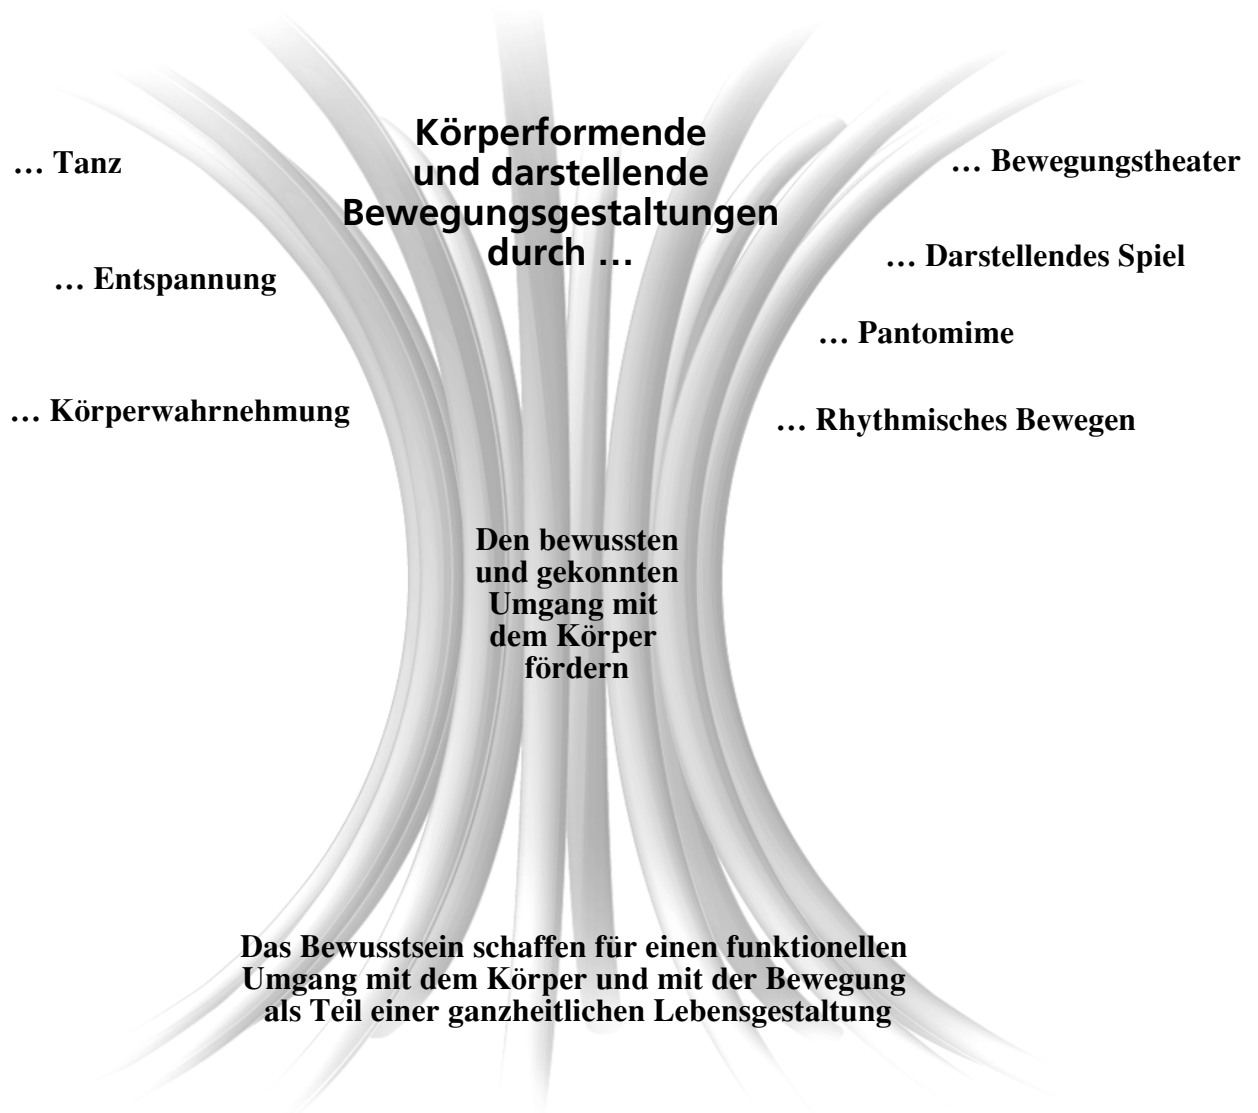 Körperformende
und darstellende
Bewegungsgestaltungen
durch …
… Tanz
… Entspannung
… Körperwahrnehmung
… Bewegungstheater
… Darstellendes Spiel
… Pantomime
… Rhythmisches Bewegen
Den bewussten
und gekonnten
Umgang mit
dem Körper
fördern
Das Bewusstsein schaffen für einen funktionellen
Umgang mit dem Körper und mit der Bewegung
als Teil einer ganzheitlichen Lebensgestaltung